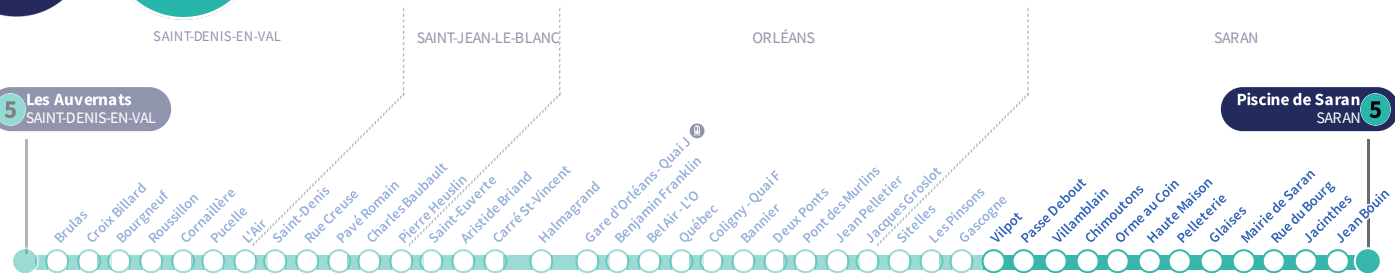 SAINT-DENIS-EN-VAL
SAINT-JEAN-LE-BLANC
ORLÉANS
SARAN
5
Les Auvernats
SAINT-DENIS-EN-VAL
Piscine de Saran
SARAN
5
Brulas
Croix Billard
Bourgneuf
Roussillon
Cornaillère
Pucelle
L'Air
Saint-Denis
Rue Creuse
Pavé Romain
Charles Baubault
Pierre Heuslin
Saint-Euverte
Aristide Briand
Carré St-Vincent
Halmagrand
Gare d'Orléans - Quai J
Benjamin Franklin
Bel Air - L'O
Québec
Coligny - Quai F
Bannier
Deux Ponts
Pont des Murlins
Jean Pelletier
Jacques Groslot
Sitelles
Les Pinsons
Gascogne
Vilpot
Passe Debout
Villamblain
Chimoutons
Orme au Coin
Haute Maison
Pelleterie
Glaises
Mairie de Saran
Rue du Bourg
Jacinthes
Jean Bouin